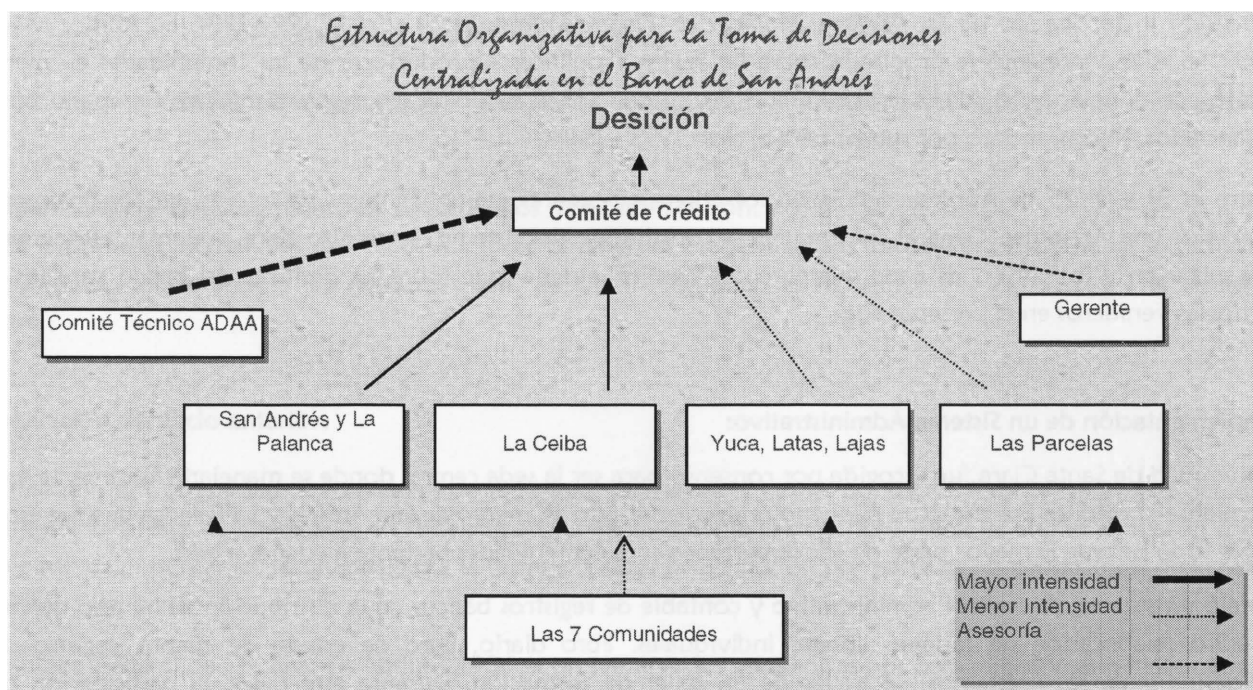 Estructura Organizativa para la Toma de Decisiones
Centralizada en el Banco de San Andrés
Desición
Comité de Crédito
Comité Técnico ADAA
Gerente
San Andrés y La
Palanca
La Ceiba
Yuca, Latas, Lajas
Las Parcelas
Las 7 Comunidades
Mayor intensidad
Menor Intensidad
Asesoría